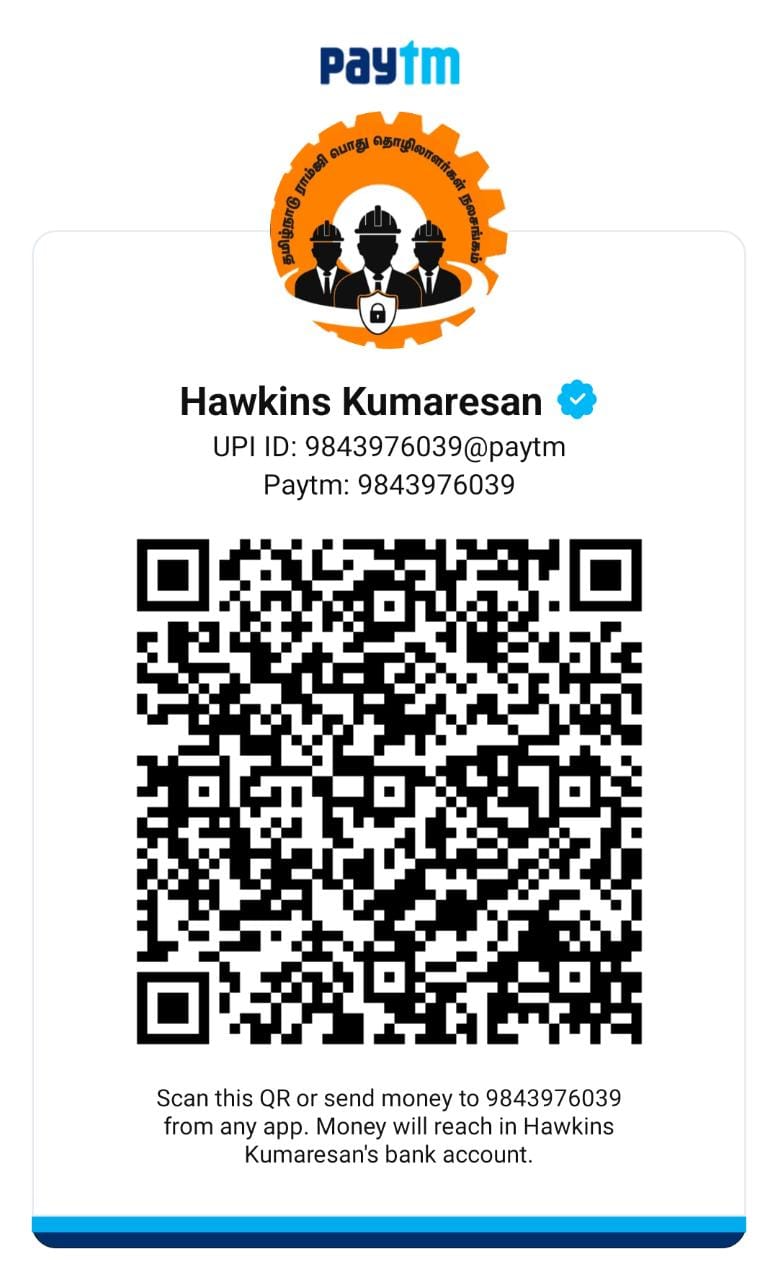 paytm
தமிழ்நாடு ராம்ஜி பொது தொழிலாளர்கள் நலசங்கம்
Hawkins Kumaresan
UPI ID: 9843976039@paytm
Paytm: 9843976039
Scan this QR or send money to 9843976039
from any app. Money will reach in Hawkins
Kumaresan's bank account.